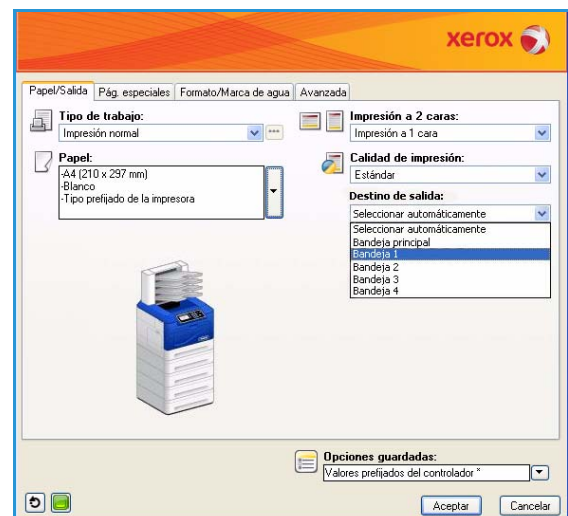 xerox
Papel/Salida Pág. especiales Formato/Marca de agua Avanzada
Tipo de trabajo:
Impresión normal
Papel:
-A4 (210 x 297 mm)
-Blanco
-Tipo prefijado de la impresora
Impresión a 2 caras:
Impresión a 1 cara
Calidad de impresión:
Estándar
Destino de salida:
Seleccionar automáticamente
Seleccionar automáticamente
Bandeja principal
Bandeja 1
Bandeja 2
Bandeja 3
Bandeja 4
Opciones guardadas:
Valores prefijados del controlador *
Aceptar Cancelar